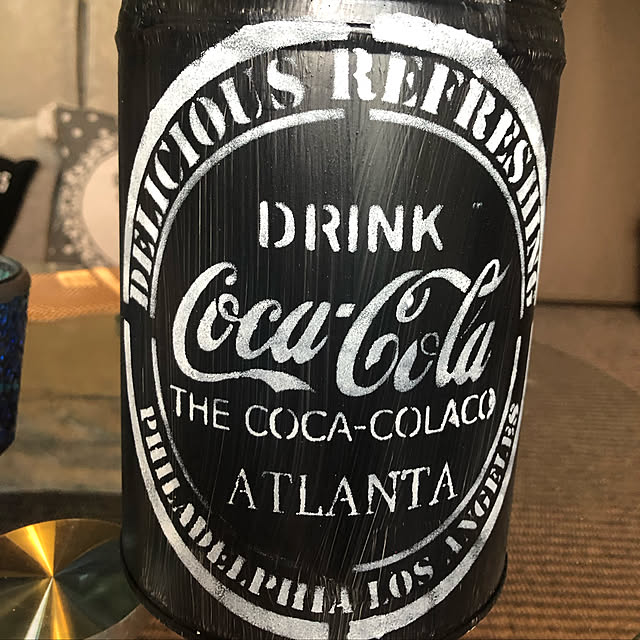 DELICIOUS REFRESHING
DRINK
Coca-Cola
THE COCA-COLACO
ATLANTA
PHILADELPHIA LOS ANGELES